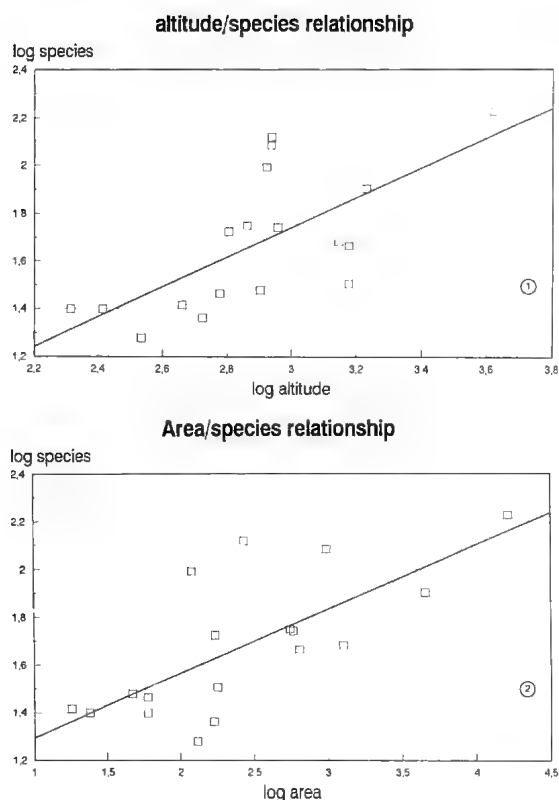 altitude/species relationship
log species
2,4
2,2
2
1.8
1.6
1.4
1,2
2,2 2,4 2,6 2,8 3 3,2 3 4 3,6 3,8
log altitude
1
Area/species relationship
log species
2,4
2,2
2
1,8
1,6
1,4
1,2
1 1,5 2 2.5 3 3,5 4 4,5
log area
2